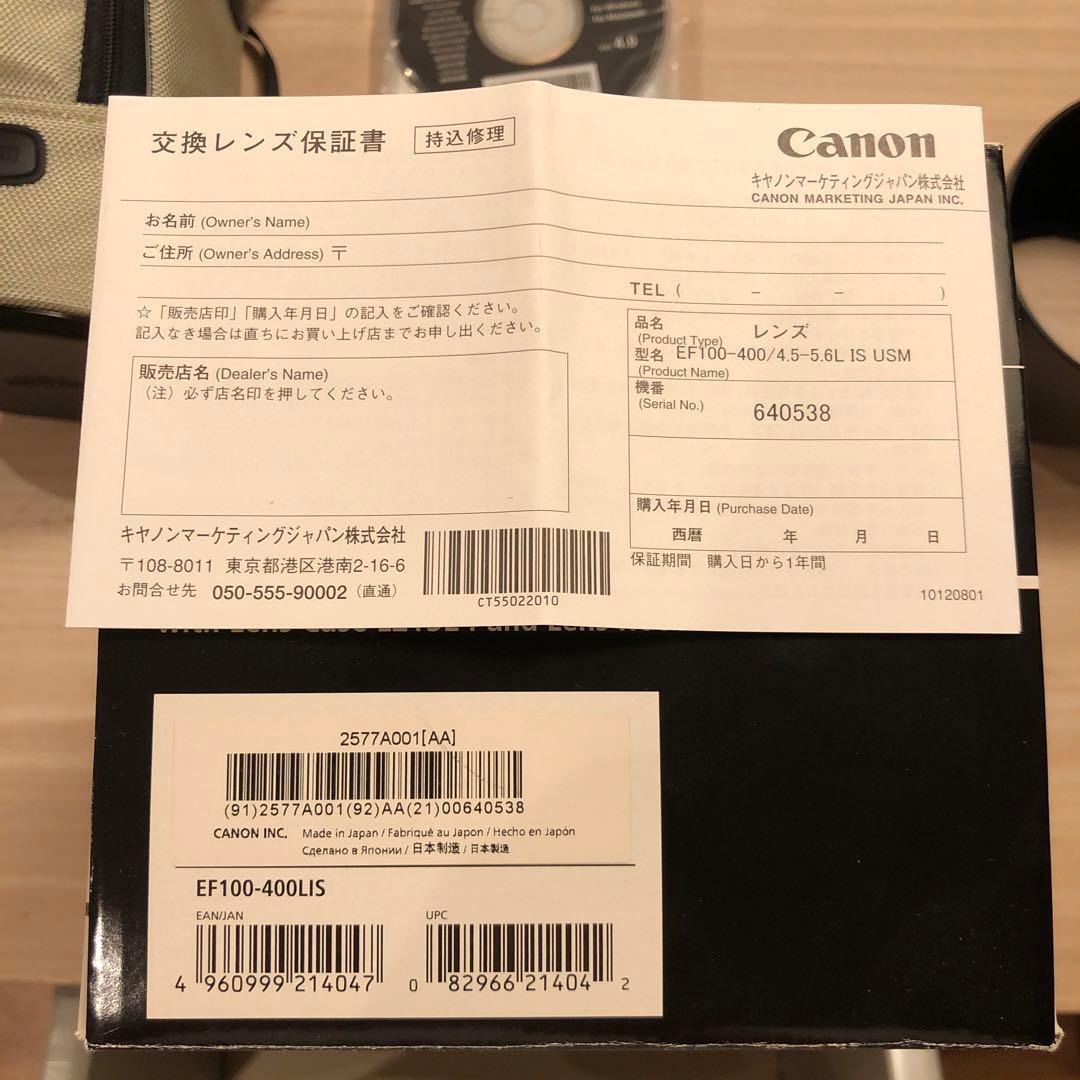 for Windows
for Macintosh
Ver. 4.0
交換レンズ保証書 持込修理
Canon
キヤノンマーケティングジャパン株式会社
CANON MARKETING JAPAN INC.
お名前 (Owner's Name)
ご住所 (Owner's Address) 〒
TEL ( － － )
☆「販売店印」「購入年月日」の記入をご確認ください。
記入なき場合は直ちにお買い上げ店までお申し出ください。
販売店名 (Dealer's Name)
(注) 必ず店名印を押してください。
品名 レンズ
(Product Type)
型名 EF100-400/4.5-5.6L IS USM
(Product Name)
機番
(Serial No.) 640538
購入年月日 (Purchase Date)
西暦 年 月 日
保証期間 購入日から1年間
キヤノンマーケティングジャパン株式会社
〒108-8011 東京都港区港南2-16-6
お問合せ先 050-555-90002 (直通)
CT55022010
10120801
2577A001[AA]
(91)2577A001(92)AA(21)00640538
CANON INC. Made in Japan / Fabriqué au Japon / Hecho en Japón
Сделано в Японии / 日本制造 / 日本製造
EF100-400LIS
EAN/JAN
4 960999 214047
UPC
0 82966 21404 2